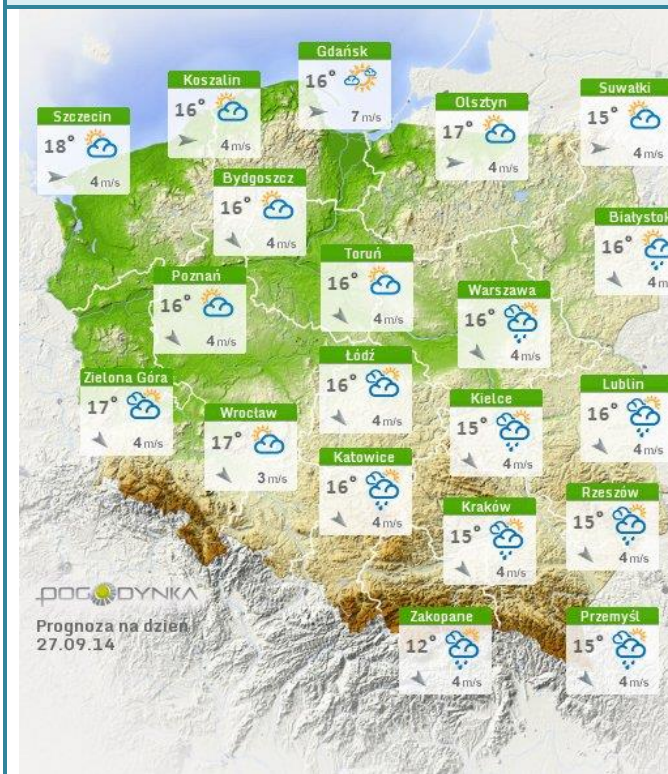 Gdańsk
16°
7 m/s
Koszalin
16°
4 m/s
Suwałki
15°
4 m/s
Olsztyn
17°
4 m/s
Szczecin
18°
4 m/s
Bydgoszcz
16°
4 m/s
Białystok
16°
4 m
Toruń
16°
4 m/s
Poznań
16°
4 m/s
Warszawa
16°
4 m/s
Łódź
16°
4 m/s
Zielona Góra
17°
4 m/s
Lublin
16°
4 m/s
Kielce
15°
4 m/s
Wrocław
17°
3 m/s
Katowice
16°
4 m/s
Rzeszów
15°
4 m/s
Kraków
15°
4 m/s
POGODYNKA
Prognoza na dzień
27.09.14
Zakopane
12°
4 m/s
Przemyśl
15°
4 m/s